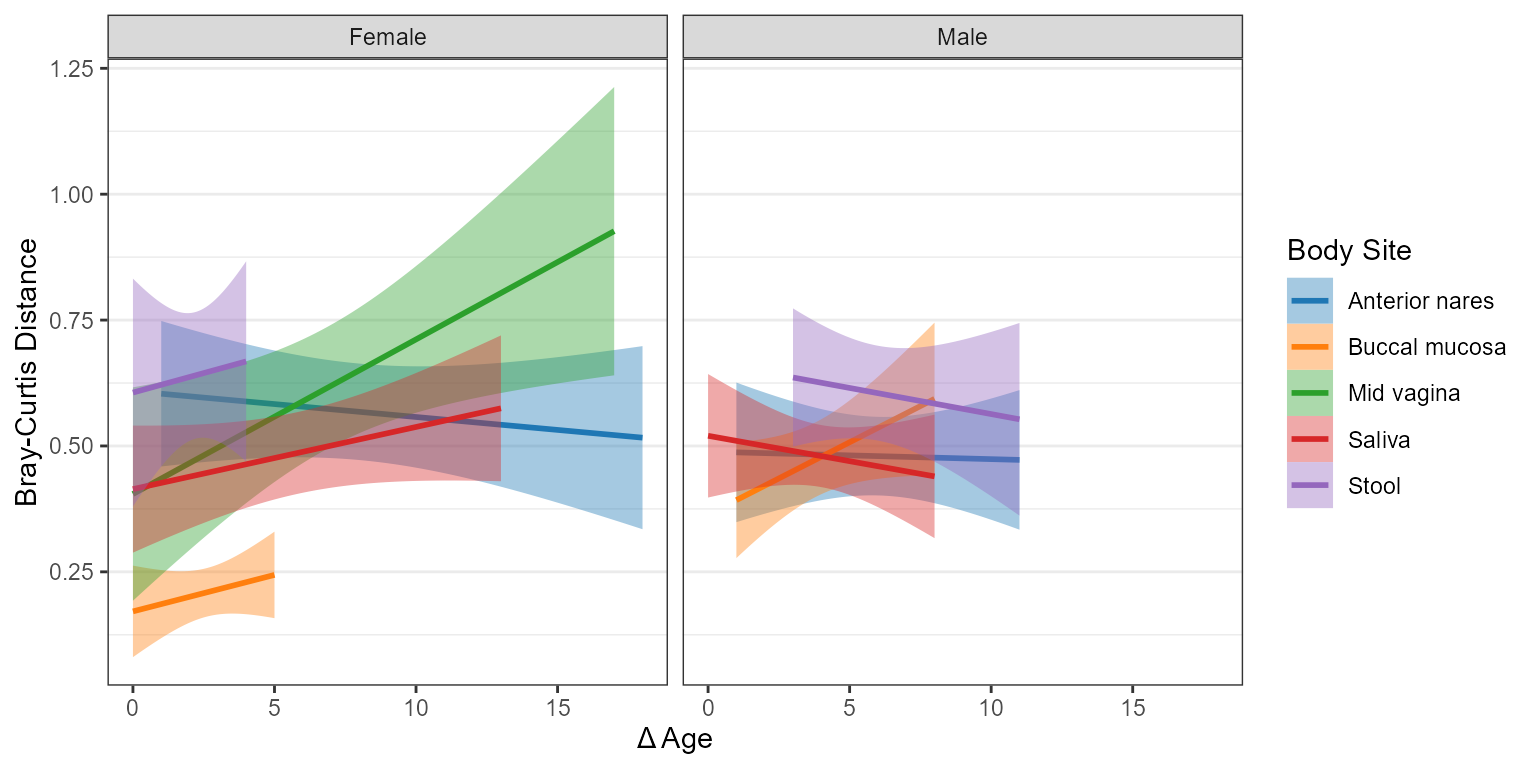 Female
Male
1.25
1.00
0.75
0.50
0.25
Bray-Curtis Distance
0 5 10 15
0 5 10 15
Δ Age
Body Site
Anterior nares
Buccal mucosa
Mid vagina
Saliva
Stool